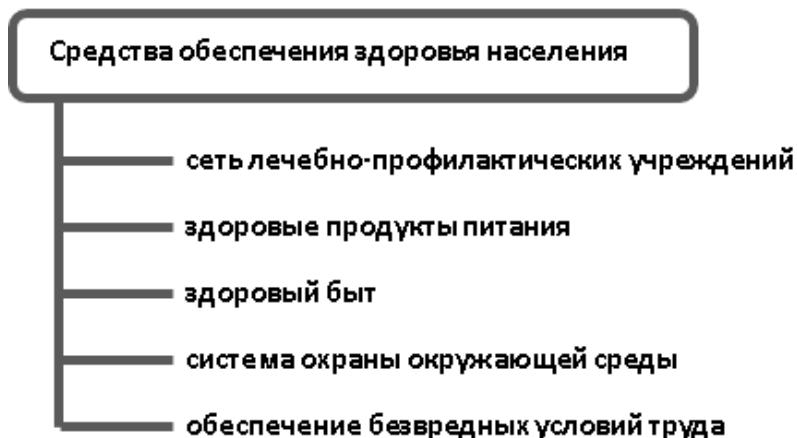 Средства обеспечения здоровья населения
сеть лечебно-профилактических учреждений
здоровые продукты питания
здоровый быт
система охраны окружающей среды
обеспечение безвредных условий труда